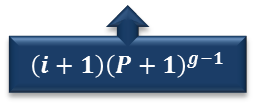 (i + 1)(P + 1)^{g-1}